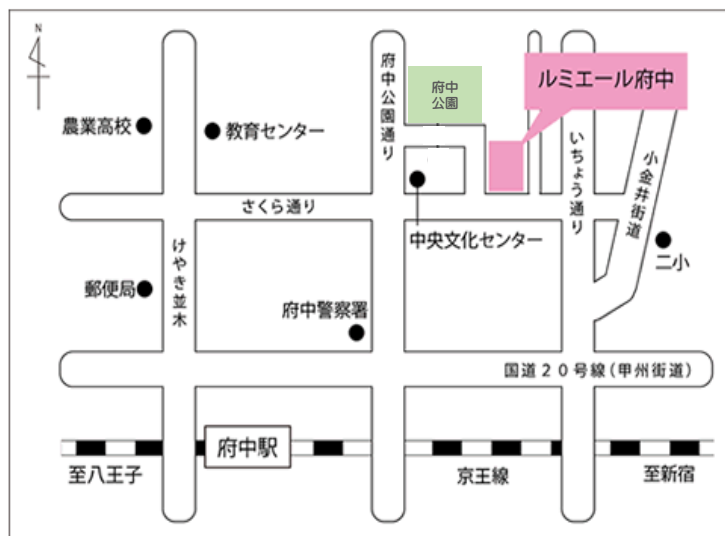 N
府中公園通り
府中
公園
ルミエール府中
農業高校
教育センター
いちょう通り
小金井街道
さくら通り
中央文化センター
けやき並木
二小
郵便局
府中警察署
国道20号線(甲州街道)
府中駅
至八王子
京王線
至新宿